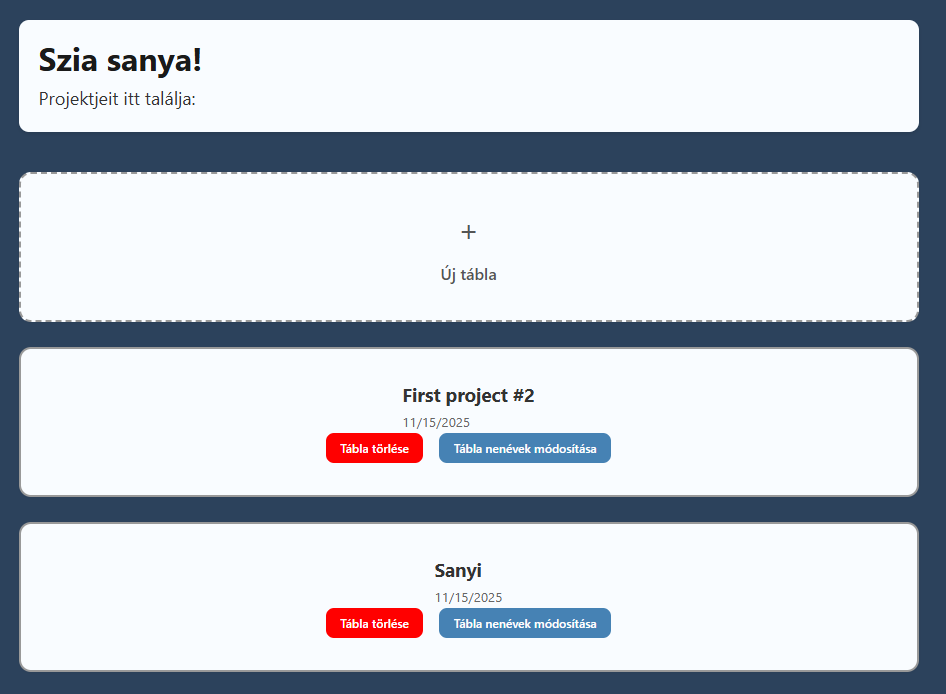 Szia sanya!
Projektjeit itt találja:
+
Új tábla
First project #2
11/15/2025
Tábla törlése
Tábla nenévek módosítása
Sanyi
11/15/2025
Tábla törlése
Tábla nenévek módosítása